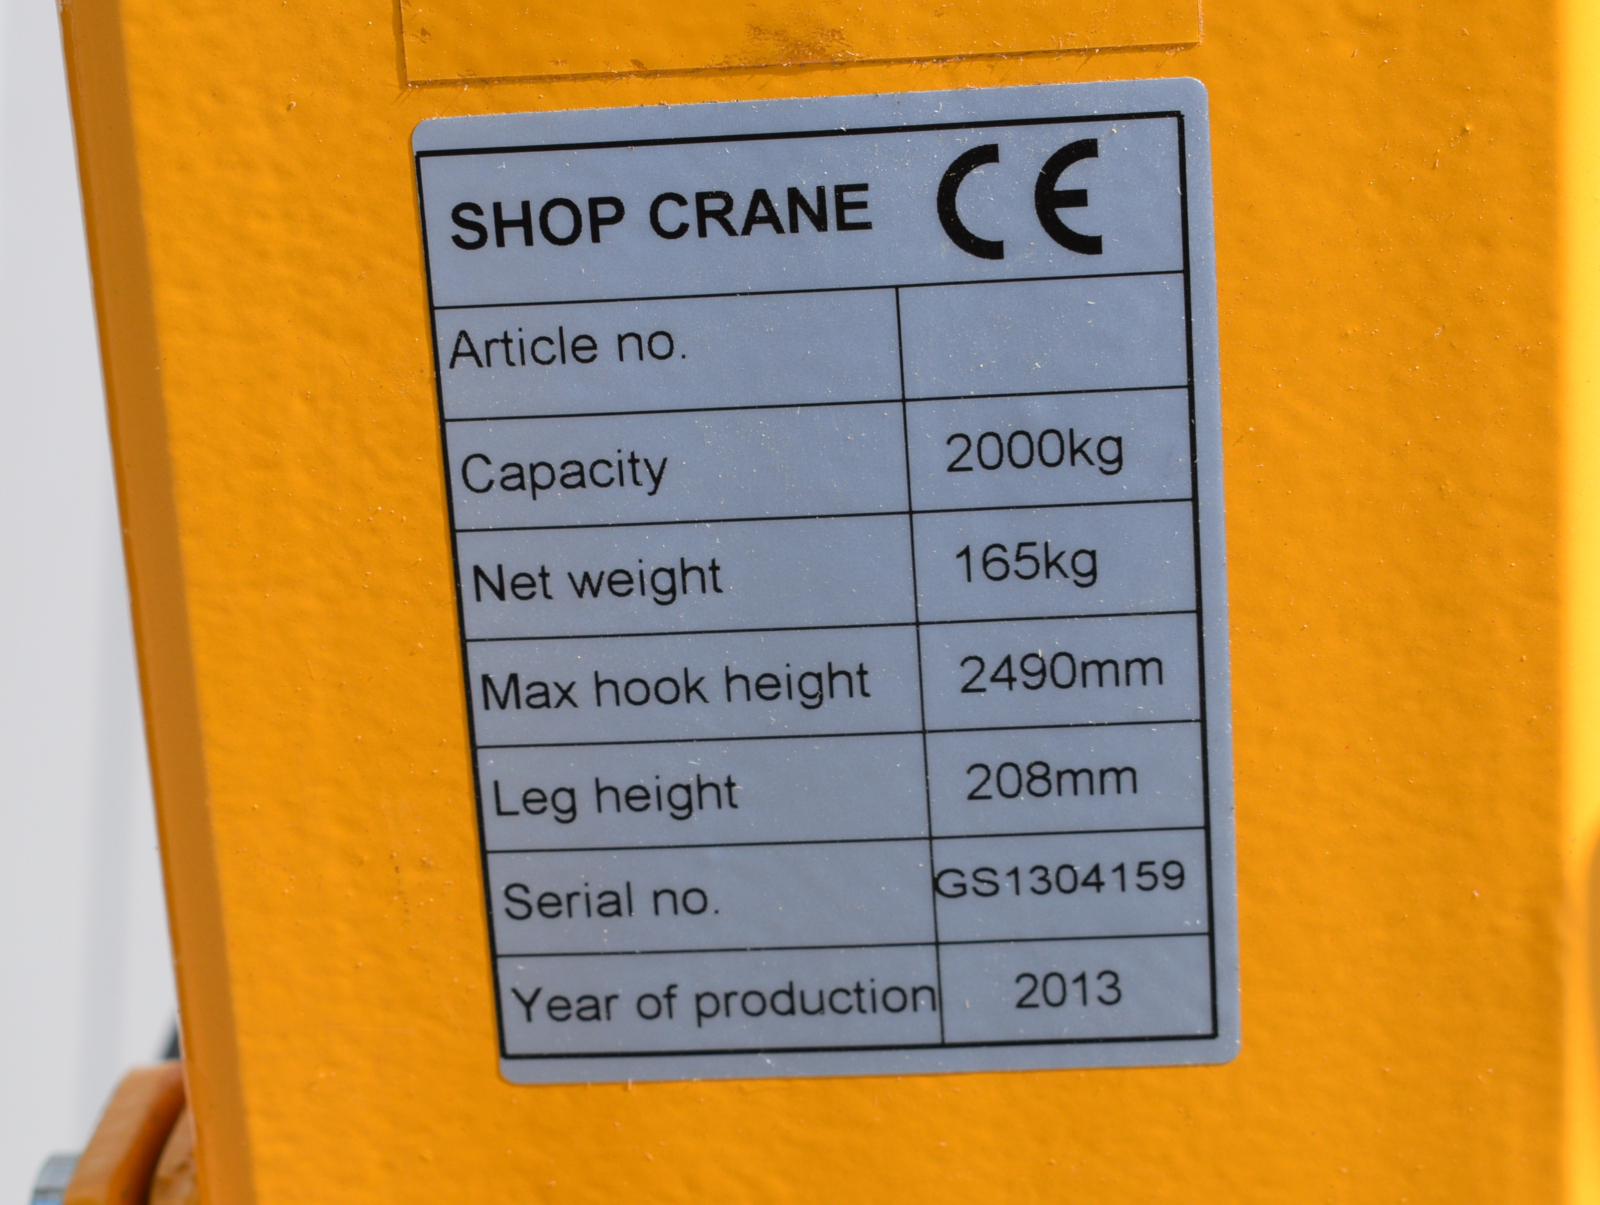 SHOP CRANE CE
Article no.
Capacity 2000kg
Net weight 165kg
Max hook height 2490mm
Leg height 208mm
Serial no. GS1304159
Year of production 2013